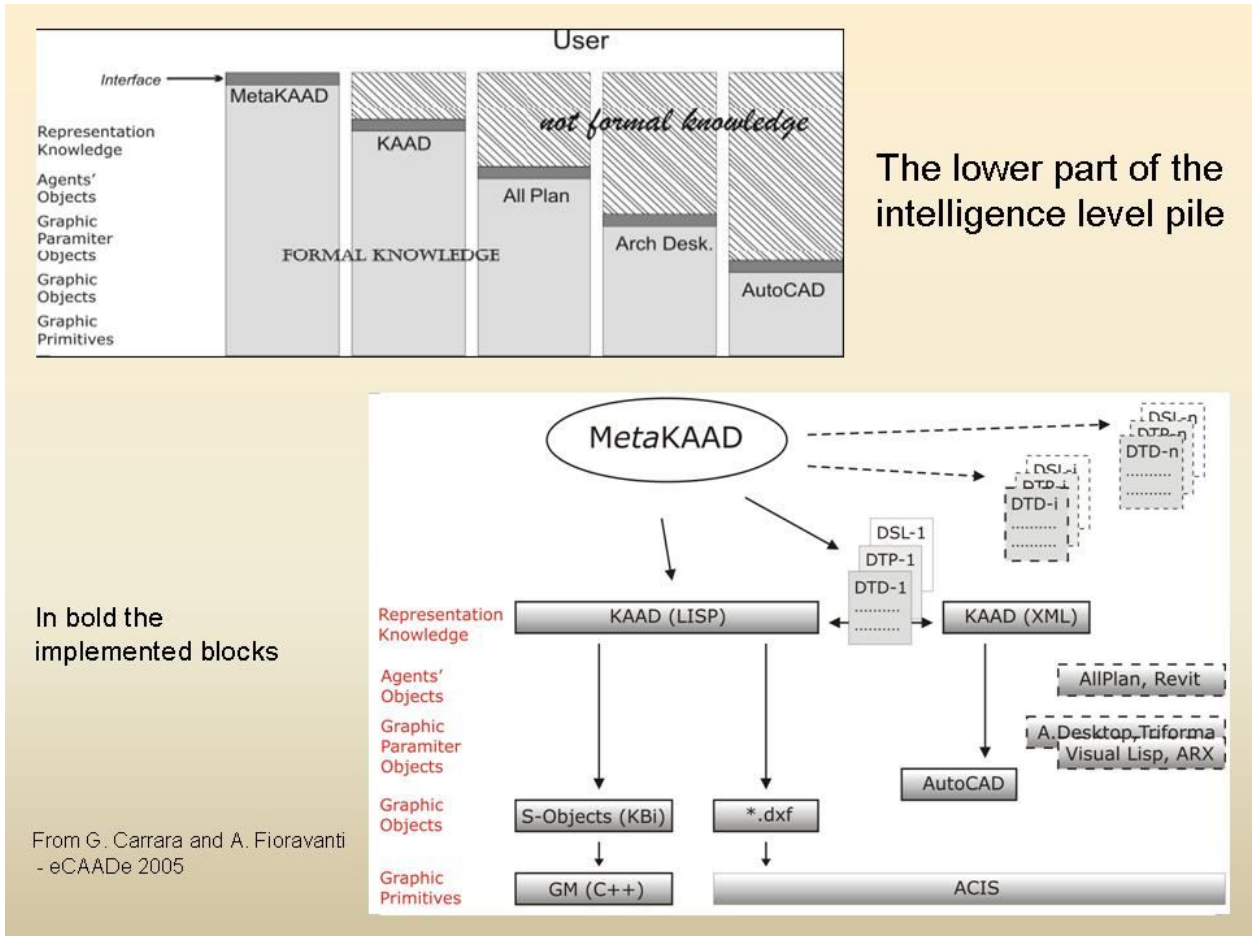 User
Interface
MetaKAAD
not formal knowledge
Representation
Knowledge
KAAD
Agents'
Objects
All Plan
Graphic
Paramiter
Objects
Arch Desk.
FORMAL KNOWLEDGE
Graphic
Objects
AutoCAD
Graphic
Primitives
The lower part of the
intelligence level pile
MetaKAAD
DSL-n
DTP-n
DTD-n
..........
..........
DSL-i
DTP-i
DTD-i
..........
..........
DSL-1
DTP-1
DTD-1
..........
..........
In bold the
implemented blocks
Representation
Knowledge
KAAD (LISP)
KAAD (XML)
Agents'
Objects
AllPlan, Revit
Graphic
Paramiter
Objects
A.Desktop,Triforma
Visual Lisp, ARX
AutoCAD
Graphic
Objects
S-Objects (KBi)
*.dxf
From G. Carrara and A. Fioravanti
- eCAADe 2005
Graphic
Primitives
GM (C++)
ACIS